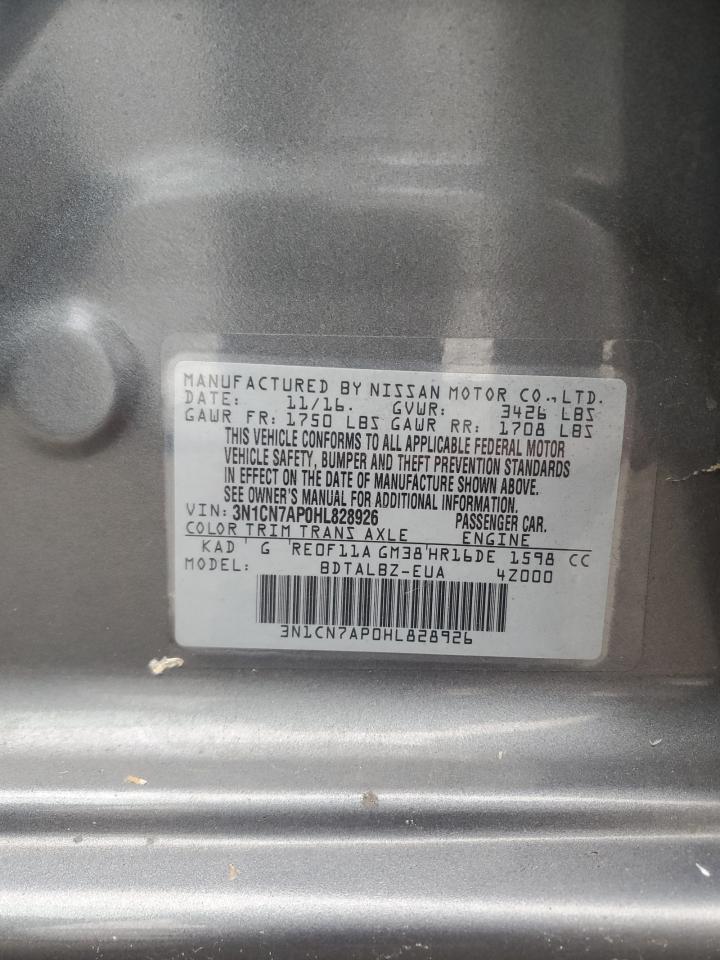 MANUFACTURED BY NISSAN MOTOR CO.,LTD.
DATE: 11/16. GVWR: 3426 LBS
GAWR FR: 1750 LBS GAWR RR: 1708 LBS
THIS VEHICLE CONFORMS TO ALL APPLICABLE FEDERAL MOTOR
VEHICLE SAFETY, BUMPER AND THEFT PREVENTION STANDARDS
IN EFFECT ON THE DATE OF MANUFACTURE SHOWN ABOVE.
SEE OWNER'S MANUAL FOR ADDITIONAL INFORMATION.
VIN: 3N1CN7AP0HL828926 PASSENGER CAR.
COLOR TRIM TRANS AXLE ENGINE
KAD G RE0F11A GM38 HR16DE 1598 CC
MODEL: BDTALBZ-EUA 4Z000
3N1CN7AP0HL828926